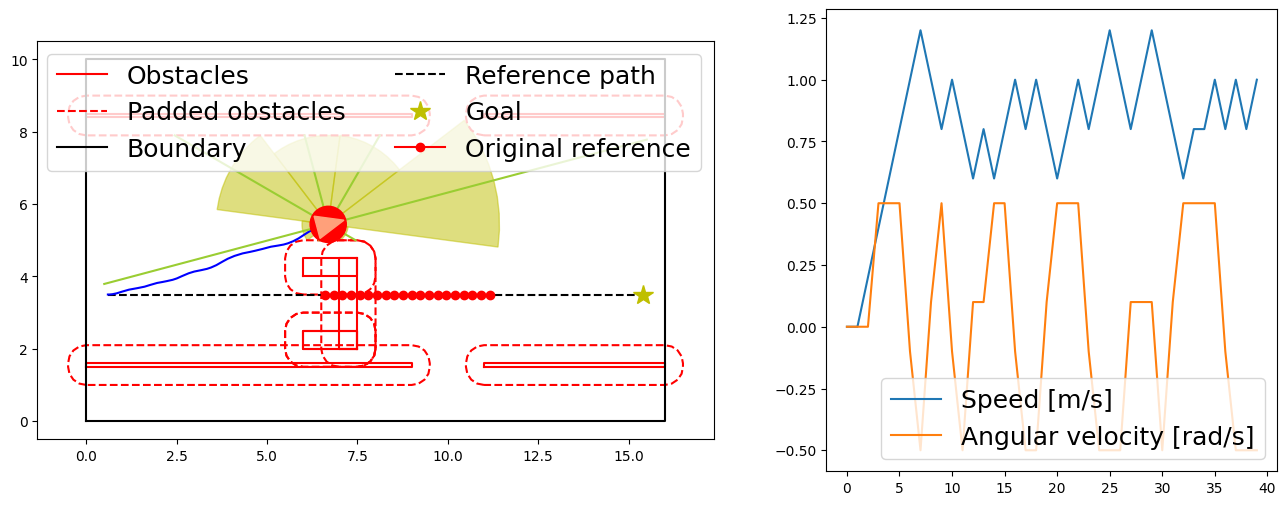 Obstacles
Padded obstacles
Boundary
Reference path
Goal
Original reference
10
8
6
4
2
0
0.0 2.5 5.0 7.5 10.0 12.5 15.0
1.25
1.00
0.75
0.50
0.25
0.00
−0.25
−0.50
Speed [m/s]
Angular velocity [rad/s]
0 5 10 15 20 25 30 35 40